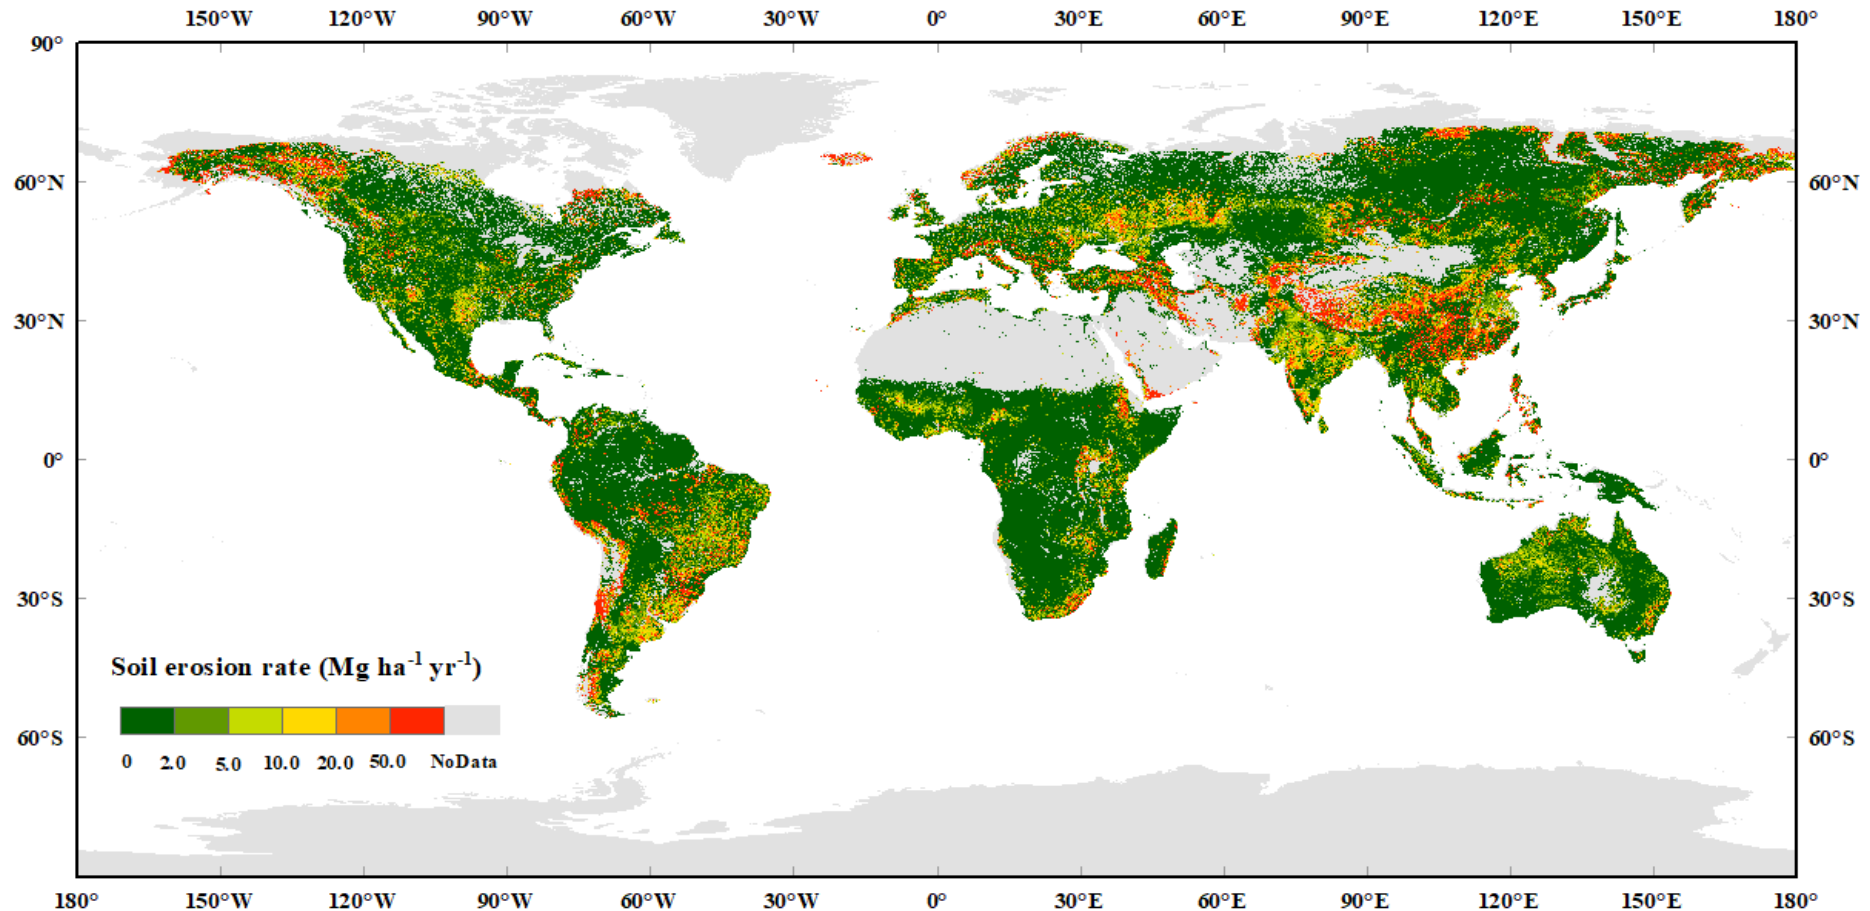 150°W 120°W 90°W 60°W 30°W 0° 30°E 60°E 90°E 120°E 150°E 180°
90°
60°N 60°N
30°N 30°N
0° 0°
30°S 30°S
Soil erosion rate (Mg ha⁻¹ yr⁻¹)
60°S 60°S
0 2.0 5.0 10.0 20.0 50.0 NoData
180° 150°W 120°W 90°W 60°W 30°W 0° 30°E 60°E 90°E 120°E 150°E 180°